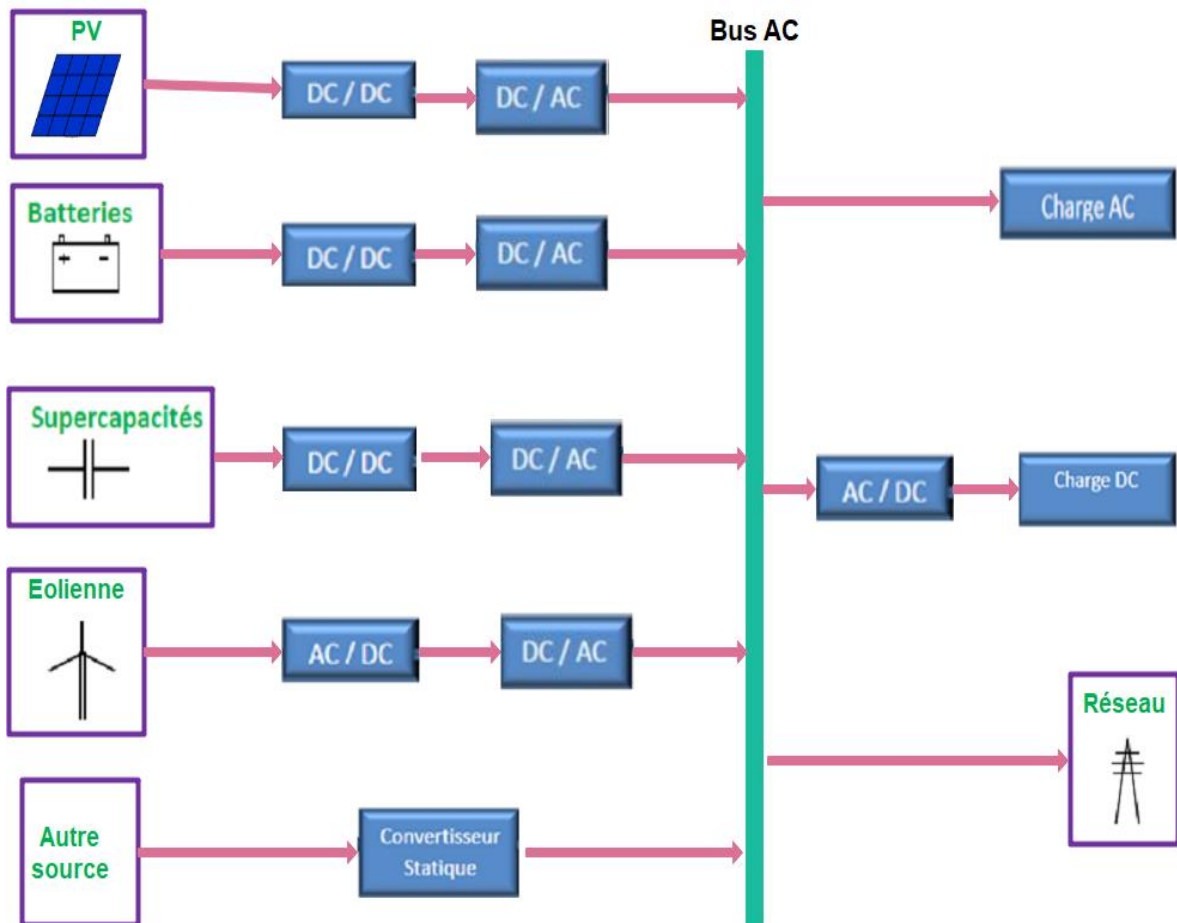 PV
Bus AC
DC / DC
DC / AC
Batteries
+ -
DC / DC
DC / AC
Charge AC
Supercapacités
DC / DC
DC / AC
AC / DC
Charge DC
Eolienne
AC / DC
DC / AC
Réseau
Autre
source
Convertisseur
Statique